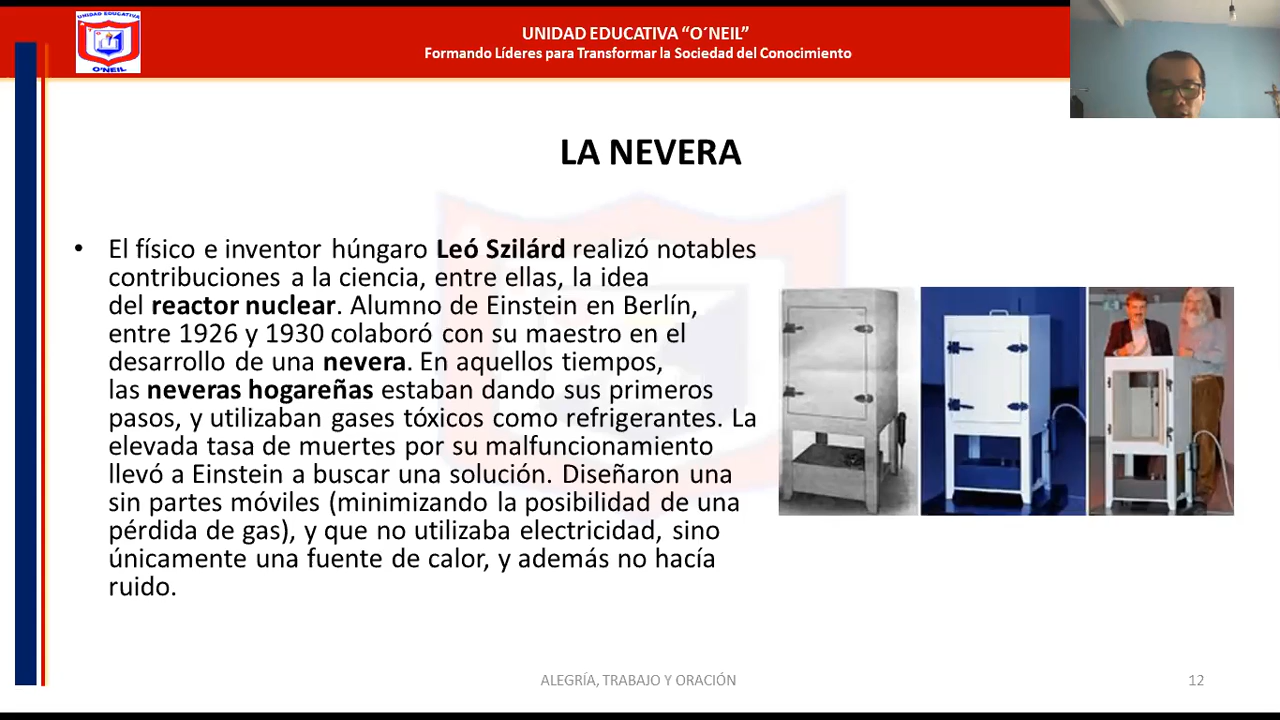 UNIDAD EDUCATIVA
O´NEIL
UNIDAD EDUCATIVA “O´NEIL”
Formando Líderes para Transformar la Sociedad del Conocimiento
LA NEVERA
• El físico e inventor húngaro Leó Szilárd realizó notables
contribuciones a la ciencia, entre ellas, la idea
del reactor nuclear. Alumno de Einstein en Berlín,
entre 1926 y 1930 colaboró con su maestro en el
desarrollo de una nevera. En aquellos tiempos,
las neveras hogareñas estaban dando sus primeros
pasos, y utilizaban gases tóxicos como refrigerantes. La
elevada tasa de muertes por su malfuncionamiento
llevó a Einstein a buscar una solución. Diseñaron una
sin partes móviles (minimizando la posibilidad de una
pérdida de gas), y que no utilizaba electricidad, sino
únicamente una fuente de calor, y además no hacía
ruido.
ALEGRÍA, TRABAJO Y ORACIÓN
12